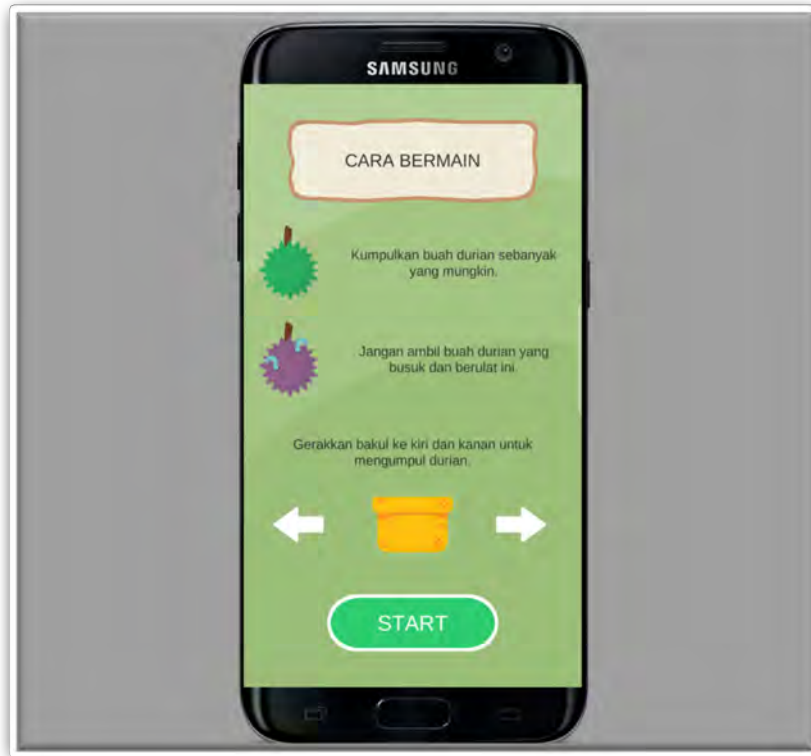 SAMSUNG
CARA BERMAIN
Kumpulkan buah durian sebanyak
yang mungkin.
Jangan ambil buah durian yang
busuk dan berulat ini.
Gerakkan bakul ke kiri dan kanan untuk
mengumpul durian.
START